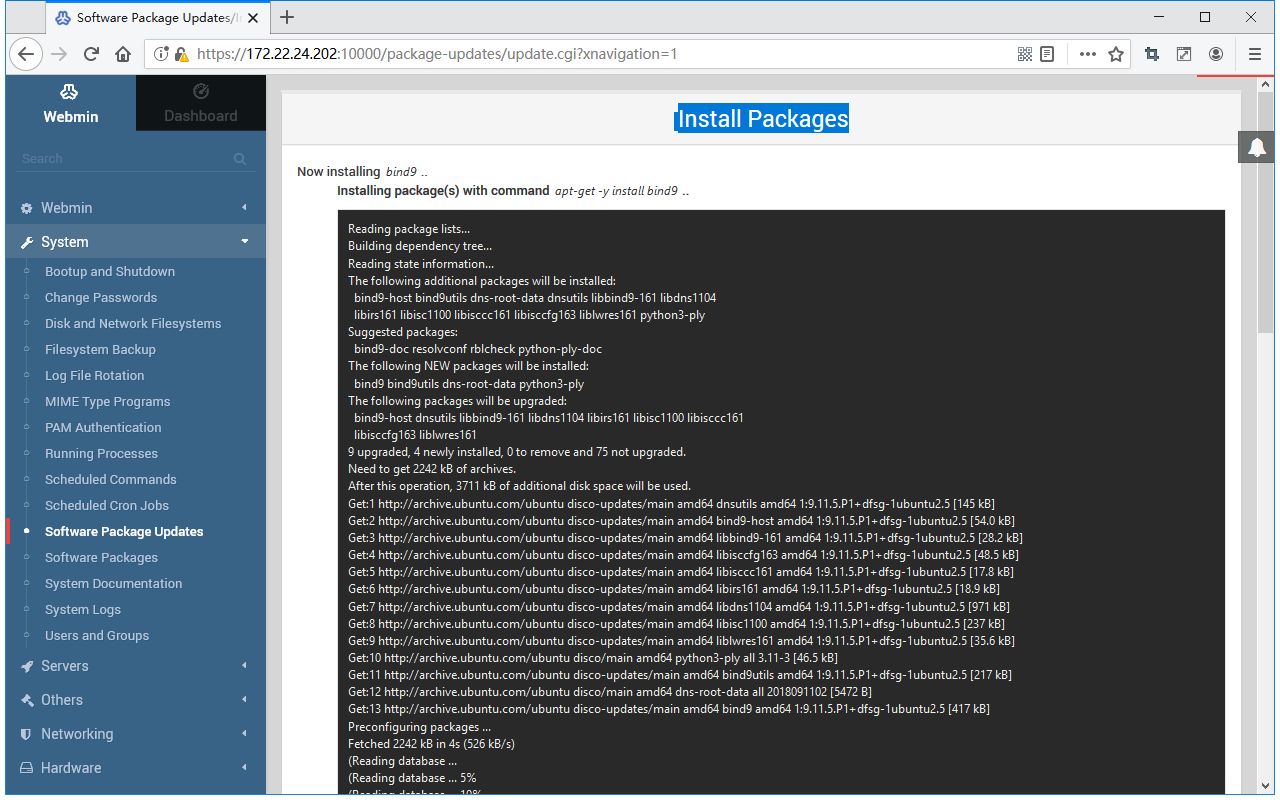 Software Package Updates/I
https://172.22.24.202:10000/package-updates/update.cgi?xnavigation=1
Webmin
Dashboard
Search
Webmin
System
Bootup and Shutdown
Change Passwords
Disk and Network Filesystems
Filesystem Backup
Log File Rotation
MIME Type Programs
PAM Authentication
Running Processes
Scheduled Commands
Scheduled Cron Jobs
Software Package Updates
Software Packages
System Documentation
System Logs
Users and Groups
Servers
Others
Networking
Hardware
Install Packages
Now installing bind9 ..
Installing package(s) with command apt-get -y install bind9 ..
Reading package lists...
Building dependency tree...
Reading state information...
The following additional packages will be installed:
bind9-host bind9utils dns-root-data dnsutils libbind9-161 libdns1104
libirs161 libisc1100 libisccc161 libisccfg163 liblwres161 python3-ply
Suggested packages:
bind9-doc resolvconf rblcheck python-ply-doc
The following NEW packages will be installed:
bind9 bind9utils dns-root-data python3-ply
The following packages will be upgraded:
bind9-host dnsutils libbind9-161 libdns1104 libirs161 libisc1100 libisccc161
libisccfg163 liblwres161
9 upgraded, 4 newly installed, 0 to remove and 75 not upgraded.
Need to get 2242 kB of archives.
After this operation, 3711 kB of additional disk space will be used.
Get:1 http://archive.ubuntu.com/ubuntu disco-updates/main amd64 dnsutils amd64 1:9.11.5.P1+dfsg-1ubuntu2.5 [145 kB]
Get:2 http://archive.ubuntu.com/ubuntu disco-updates/main amd64 bind9-host amd64 1:9.11.5.P1+dfsg-1ubuntu2.5 [54.0 kB]
Get:3 http://archive.ubuntu.com/ubuntu disco-updates/main amd64 libbind9-161 amd64 1:9.11.5.P1+dfsg-1ubuntu2.5 [28.2 kB]
Get:4 http://archive.ubuntu.com/ubuntu disco-updates/main amd64 libisccfg163 amd64 1:9.11.5.P1+dfsg-1ubuntu2.5 [48.5 kB]
Get:5 http://archive.ubuntu.com/ubuntu disco-updates/main amd64 libisccc161 amd64 1:9.11.5.P1+dfsg-1ubuntu2.5 [17.8 kB]
Get:6 http://archive.ubuntu.com/ubuntu disco-updates/main amd64 libirs161 amd64 1:9.11.5.P1+dfsg-1ubuntu2.5 [18.9 kB]
Get:7 http://archive.ubuntu.com/ubuntu disco-updates/main amd64 libdns1104 amd64 1:9.11.5.P1+dfsg-1ubuntu2.5 [971 kB]
Get:8 http://archive.ubuntu.com/ubuntu disco-updates/main amd64 libisc1100 amd64 1:9.11.5.P1+dfsg-1ubuntu2.5 [237 kB]
Get:9 http://archive.ubuntu.com/ubuntu disco-updates/main amd64 liblwres161 amd64 1:9.11.5.P1+dfsg-1ubuntu2.5 [35.6 kB]
Get:10 http://archive.ubuntu.com/ubuntu disco/main amd64 python3-ply all 3.11-3 [46.5 kB]
Get:11 http://archive.ubuntu.com/ubuntu disco-updates/main amd64 bind9utils amd64 1:9.11.5.P1+dfsg-1ubuntu2.5 [217 kB]
Get:12 http://archive.ubuntu.com/ubuntu disco/main amd64 dns-root-data all 2018091102 [5472 B]
Get:13 http://archive.ubuntu.com/ubuntu disco-updates/main amd64 bind9 amd64 1:9.11.5.P1+dfsg-1ubuntu2.5 [417 kB]
Preconfiguring packages ...
Fetched 2242 kB in 4s (526 kB/s)
(Reading database ...
(Reading database ... 5%
(Reading database ... 10%